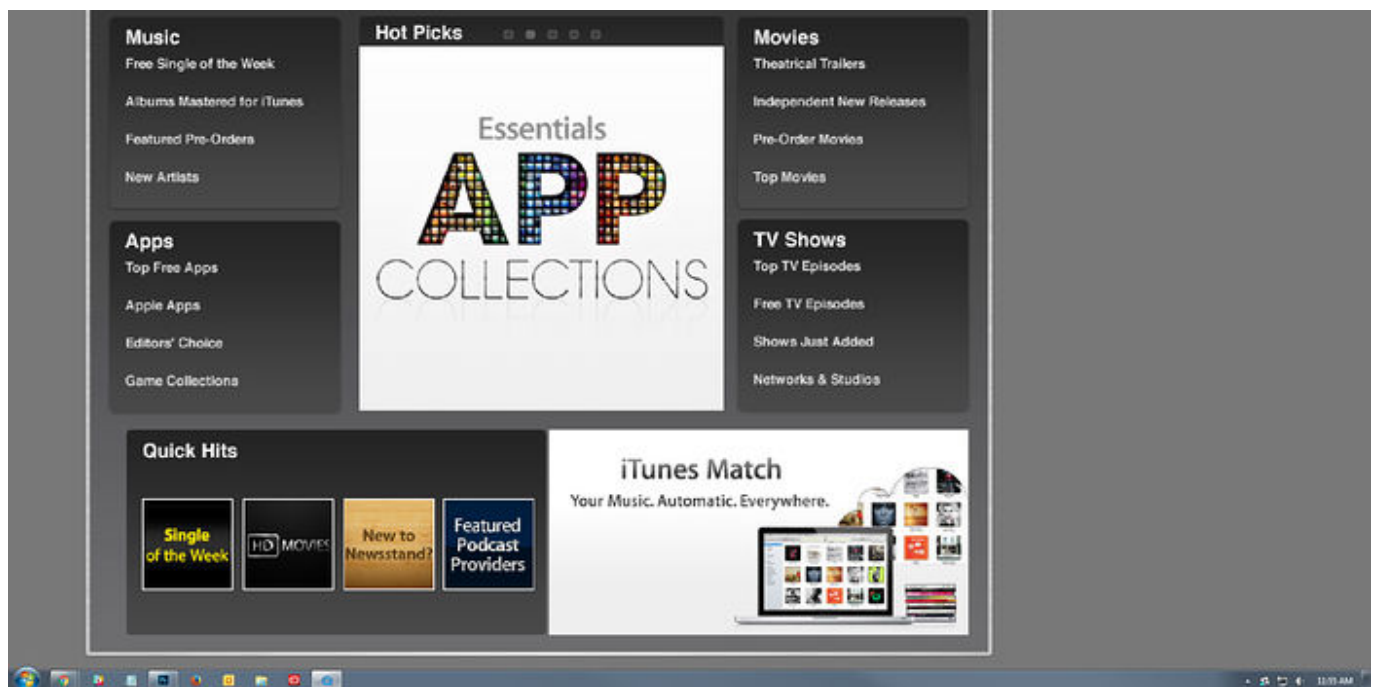 Music
Free Single of the Week
Albums Mastered for iTunes
Featured Pre-Orders
New Artists
Hot Picks
Essentials
APP
COLLECTIONS
Movies
Theatrical Trailers
Independent New Releases
Pre-Order Movies
Top Movies
Apps
Top Free Apps
Apple Apps
Editors' Choice
Game Collections
TV Shows
Top TV Episodes
Free TV Episodes
Shows Just Added
Networks & Studios
Quick Hits
Single
of the Week
HD MOVIES
New to
Newsstand?
Featured
Podcast
Providers
iTunes Match
Your Music. Automatic. Everywhere.